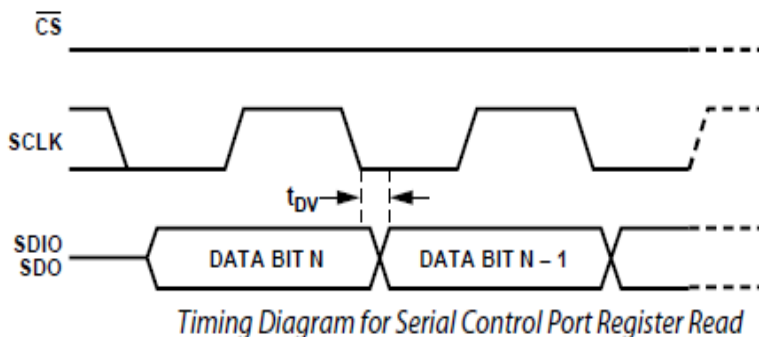 CS
SCLK
tDV
SDIO
SDO
DATA BIT N
DATA BIT N – 1
Timing Diagram for Serial Control Port Register Read